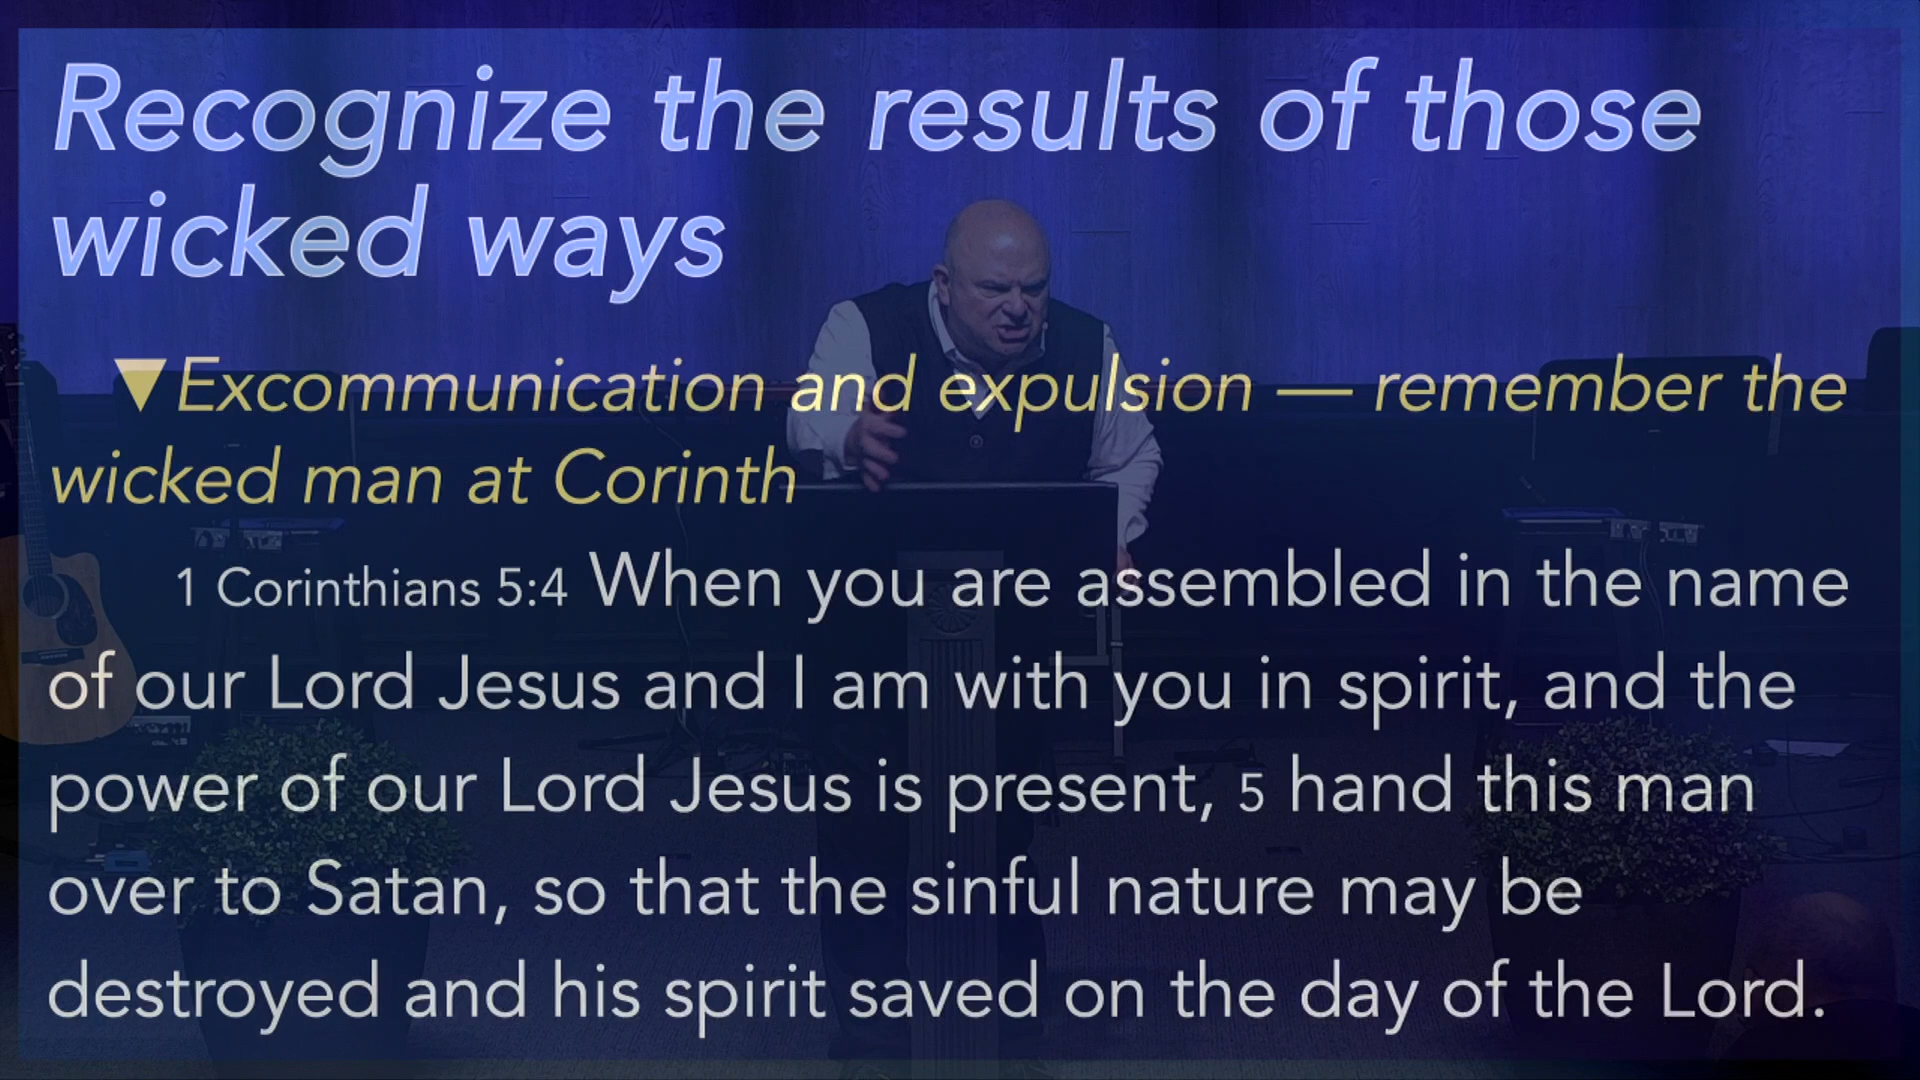 Recognize the results of those
wicked ways
▼Excommunication and expulsion — remember the
wicked man at Corinth
1 Corinthians 5:4 When you are assembled in the name
of our Lord Jesus and I am with you in spirit, and the
power of our Lord Jesus is present, 5 hand this man
over to Satan, so that the sinful nature may be
destroyed and his spirit saved on the day of the Lord.